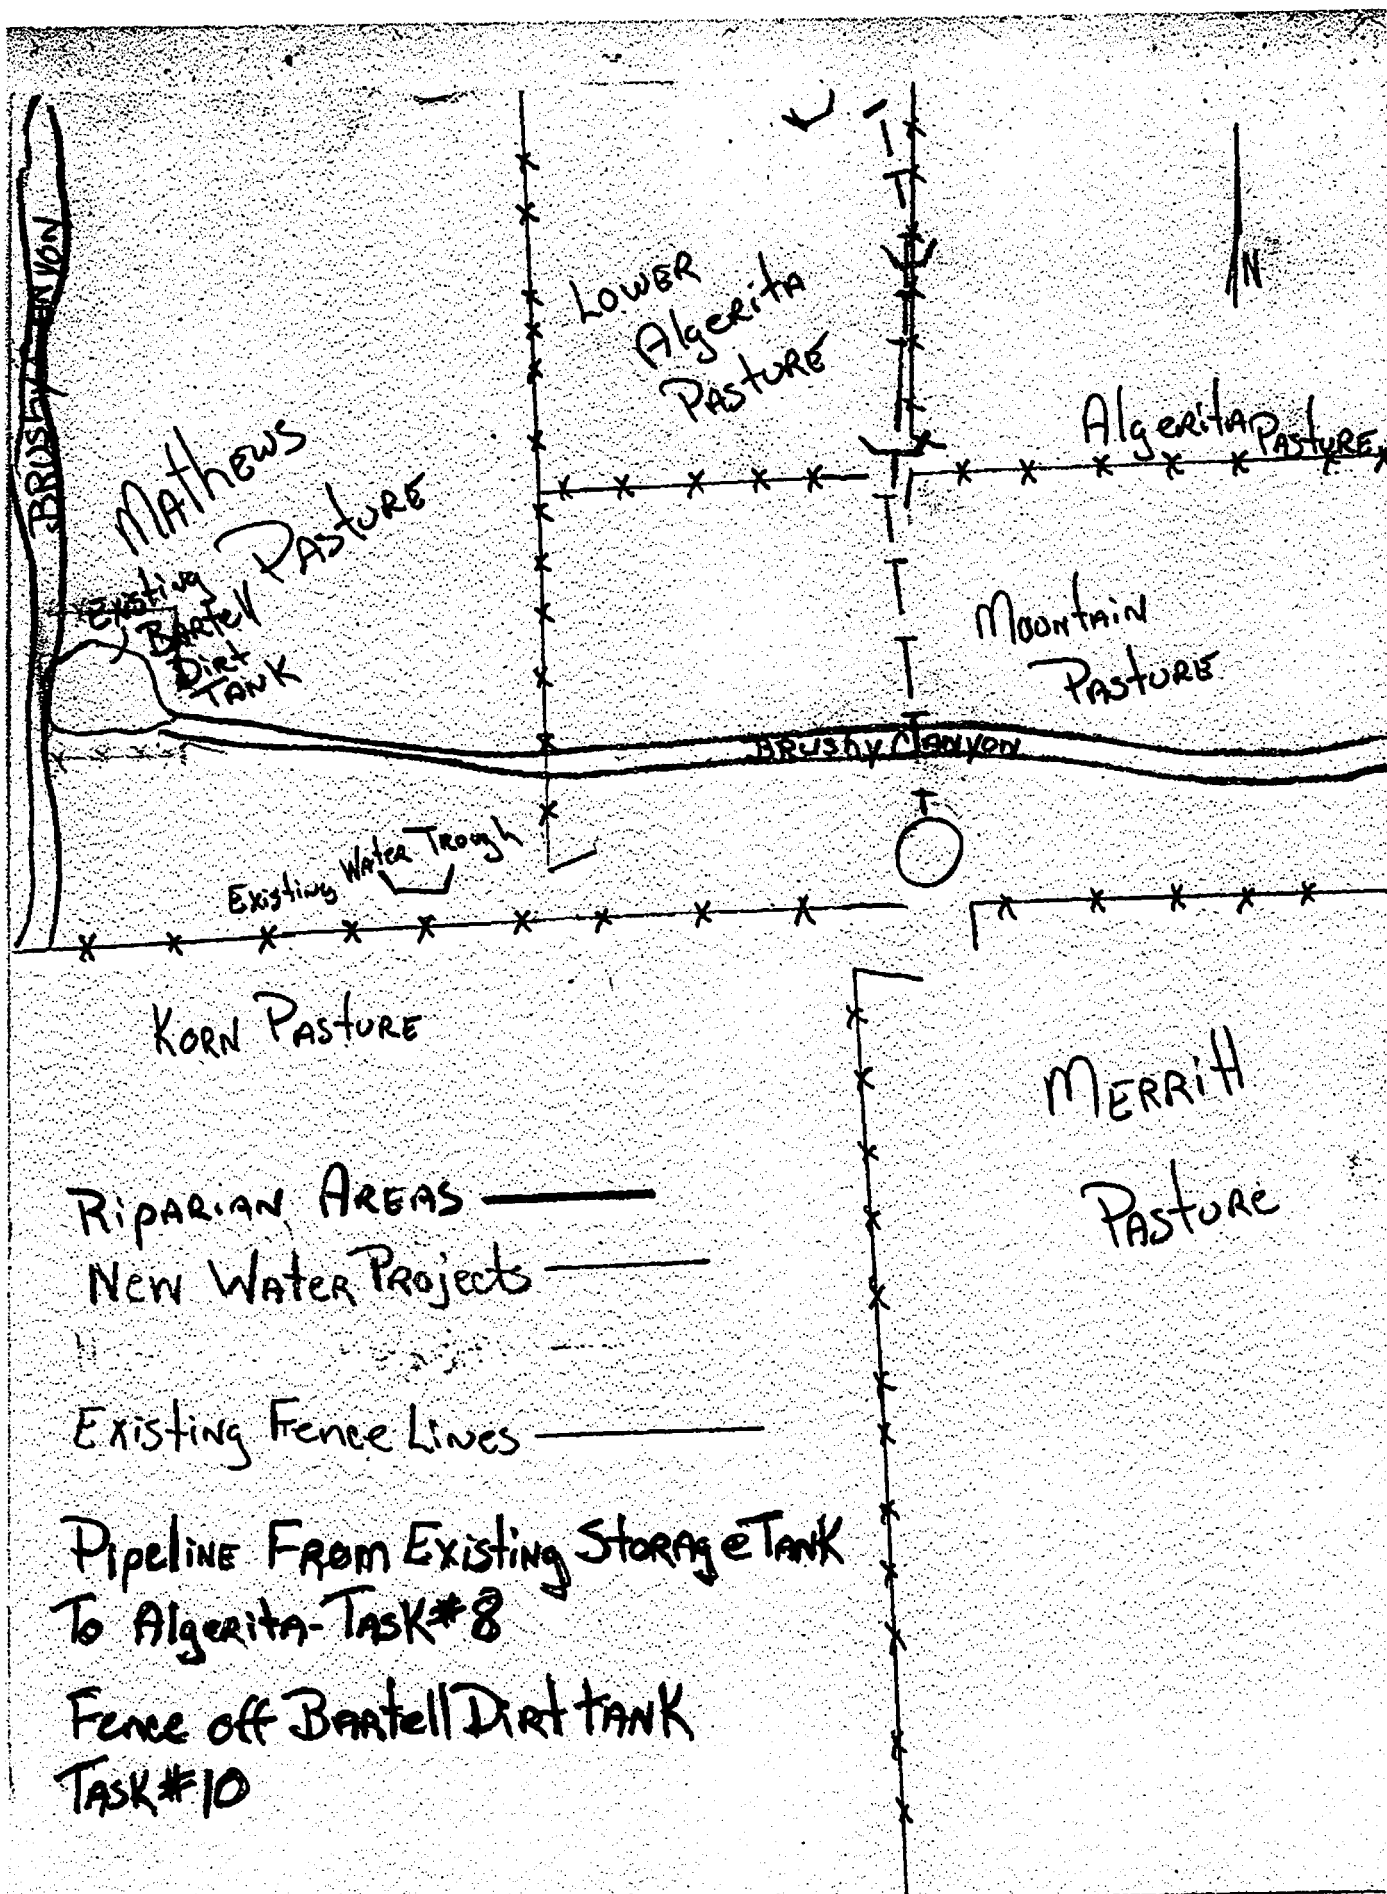 BRUSHY CANYON
LOWER
Algerita
PASTURE
N
Algerita PASTURE
MATHEWS
PASTURE
Existing
BARTEll
Dirt
TANK
MOUNTAIN
PASTURE
BRUSHY CANYON
Existing Water Trough
KORN PASTURE
MERRitt
PASTURE
RipARiAN AREAS
New Water Projects
Existing Fence Lines
PipeliNE FROM Existing StoragE TANK
To Algerita-TASK#8
Fence off BARtell Dirt tANK
TASK#10